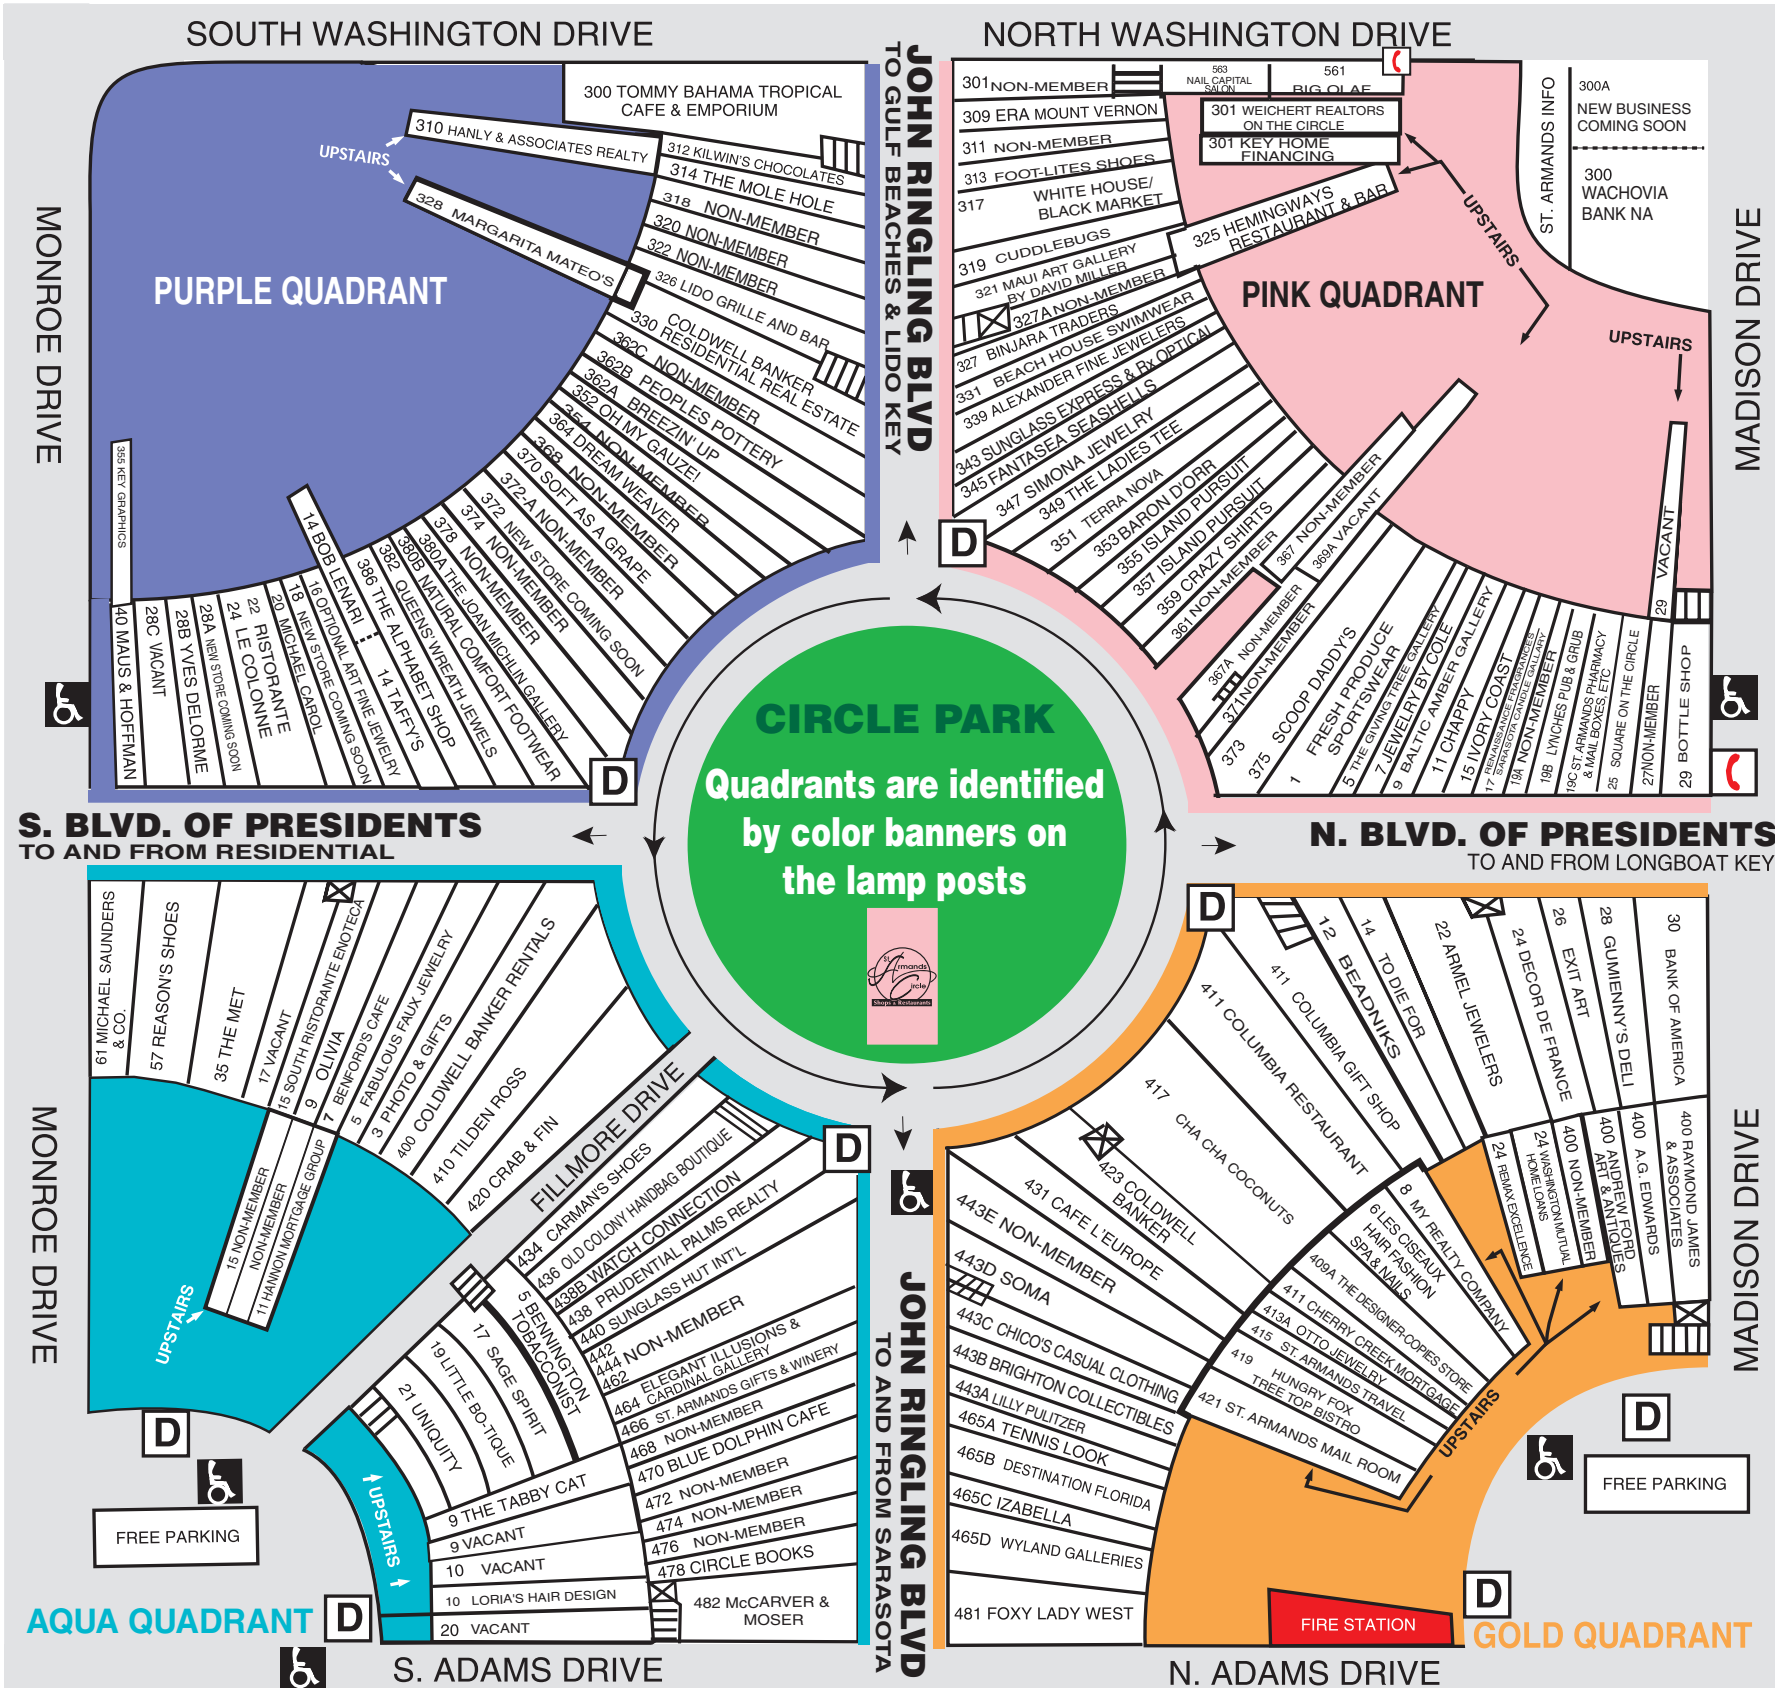 SOUTH WASHINGTON DRIVE
NORTH WASHINGTON DRIVE
MONROE DRIVE
PURPLE QUADRANT
300 TOMMY BAHAMA TROPICAL
CAFE & EMPORIUM
310 HANLY & ASSOCIATES REALTY
UPSTAIRS
328 MARGARITA MATEO'S
312 KILWIN'S CHOCOLATES
314 THE MOLE HOLE
318 NON-MEMBER
320 NON-MEMBER
322 NON-MEMBER
326 LIDO GRILLE AND BAR
330 COLDWELL BANKER
RESIDENTIAL REAL ESTATE
362C NON-MEMBER
362B PEOPLES POTTERY
362A BREEZIN' UP
352 OH MY GAUZE!
354 NON-MEMBER
364 DREAM WEAVER
368 NON-MEMBER
370 SOFT AS A GRAPE
372-A NON-MEMBER
372 NEW STORE COMING SOON
374 NON-MEMBER
378 NON-MEMBER
380A THE JOAN MICHLIN GALLERY
380B NATURAL COMFORT FOOTWEAR
382 QUEENS' WREATH JEWELS
386 THE ALPHABET SHOP
14 BOB LENARI
14 TAFFY'S
16 OPTIONAL ART FINE JEWELRY
18 NEW STORE COMING SOON
20 MICHAEL CAROL
22 RISTORANTE
24 LE COLONNE
28A NEW STORE COMING SOON
28B YVES DELORME
28C VACANT
40 MAUS & HOFFMAN
355 KEY GRAPHICS
D
JOHN RINGLING BLVD
TO GULF BEACHES & LIDO KEY
301 NON-MEMBER
563
NAIL CAPITAL
SALON
561
BIG OLAF
301 WEICHERT REALTORS
ON THE CIRCLE
301 KEY HOME
FINANCING
309 ERA MOUNT VERNON
311 NON-MEMBER
313 FOOT-LITES SHOES
317 WHITE HOUSE/
BLACK MARKET
319 CUDDLEBUGS
321 MAUI ART GALLERY
BY DAVID MILLER
325 HEMINGWAYS
RESTAURANT & BAR
327A NON-MEMBER
327 BINJARA TRADERS
331 BEACH HOUSE SWIMWEAR
339 ALEXANDER FINE JEWELERS
343 SUNGLASS EXPRESS & Rx OPTICAL
345 FANTASEA SEASHELLS
347 SIMONA JEWELRY
349 THE LADIES TEE
351 TERRA NOVA
353 BARON D'ORR
355 ISLAND PURSUIT
357 ISLAND PURSUIT
359 CRAZY SHIRTS
361 NON-MEMBER
367 NON-MEMBER
369A VACANT
367A NON-MEMBER
371 NON-MEMBER
373
375 SCOOP DADDY'S
1 FRESH PRODUCE
SPORTSWEAR
5 THE GIVING TREE GALLERY
7 JEWELRY BY COLE
9 BALTIC AMBER GALLERY
11 CHAPPY
15 IVORY COAST
17 RENAISSANCE FRAGRANCES
SARASOTA CANDLE GALLARY
19A NON-MEMBER
19B LYNCHES PUB & GRUB
19C ST. ARMANDS PHARMACY
& MAIL BOXES, ETC
25 SQUARE ON THE CIRCLE
27 NON-MEMBER
29 BOTTLE SHOP
29 VACANT
UPSTAIRS
UPSTAIRS
PINK QUADRANT
ST. ARMANDS INFO
300A
NEW BUSINESS
COMING SOON
300
WACHOVIA
BANK NA
MADISON DRIVE
D
CIRCLE PARK
Quadrants are identified
by color banners on
the lamp posts
St. Armands
Circle
Shops & Restaurants
S. BLVD. OF PRESIDENTS
TO AND FROM RESIDENTIAL
N. BLVD. OF PRESIDENTS
TO AND FROM LONGBOAT KEY
61 MICHAEL SAUNDERS
& CO.
57 REASON'S SHOES
35 THE MET
17 VACANT
15 SOUTH RISTORANTE ENOTECA
9 OLIVIA
7 BENFORD'S CAFE
5 FABULOUS FAUX JEWELRY
3 PHOTO & GIFTS
400 COLDWELL BANKER RENTALS
410 TILDEN ROSS
420 CRAB & FIN
15 NON-MEMBER
NON-MEMBER
11 HANNON MORTGAGE GROUP
UPSTAIRS
MONROE DRIVE
FILLMORE DRIVE
434 CARMAN'S SHOES
436 OLD COLONY HANDBAG BOUTIQUE
438B WATCH CONNECTION
438 PRUDENTIAL PALMS REALTY
440 SUNGLASS HUT INT'L
442
444 NON-MEMBER
462
464 ELEGANT ILLUSIONS &
CARDINAL GALLERY
466 ST. ARMANDS GIFTS & WINERY
468 NON-MEMBER
470 BLUE DOLPHIN CAFE
472 NON-MEMBER
474 NON-MEMBER
476 NON-MEMBER
478 CIRCLE BOOKS
482 McCARVER &
MOSER
5 BENNINGTON
TOBACCONIST
17 SAGE SPIRIT
19 LITTLE BO-TIQUE
21 UNIQUITY
9 THE TABBY CAT
9 VACANT
10 VACANT
10 LORIA'S HAIR DESIGN
20 VACANT
UPSTAIRS
D
D
D
FREE PARKING
AQUA QUADRANT
S. ADAMS DRIVE
JOHN RINGLING BLVD
TO AND FROM SARASOTA
D
411 COLUMBIA RESTAURANT
411 COLUMBIA GIFT SHOP
12 BEADNIKS
14 TO DIE FOR
22 ARMEL JEWELERS
24 DECOR DE FRANCE
26 EXIT ART
28 GUMIENNY'S DELI
30 BANK OF AMERICA
24 REMAX EXCELLENCE
24 WASHINGTON MUTUAL
HOME LOANS
400 NON-MEMBER
400 ANDREW FORD
ART & ANTIQUES
400 A.G. EDWARDS
400 RAYMOND JAMES
& ASSOCIATES
417 CHA CHA COCONUTS
423 COLDWELL
BANKER
431 CAFE L'EUROPE
443E NON-MEMBER
443D SOMA
443C CHICO'S CASUAL CLOTHING
443B BRIGHTON COLLECTIBLES
443A LILLY PULITZER
465A TENNIS LOOK
465B DESTINATION FLORIDA
465C IZABELLA
465D WYLAND GALLERIES
481 FOXY LADY WEST
8 MY REALTY COMPANY
6 LES CISEAUX
HAIR FASHION
SPA & NAILS
409A THE DESIGNER-COPIES STORE
411 CHERRY CREEK MORTGAGE
413A OTTO JEWELRY
415 ST. ARMANDS TRAVEL
419 HUNGRY FOX
TREE TOP BISTRO
421 ST. ARMANDS MAIL ROOM
UPSTAIRS
MADISON DRIVE
D
FREE PARKING
D
FIRE STATION
GOLD QUADRANT
N. ADAMS DRIVE